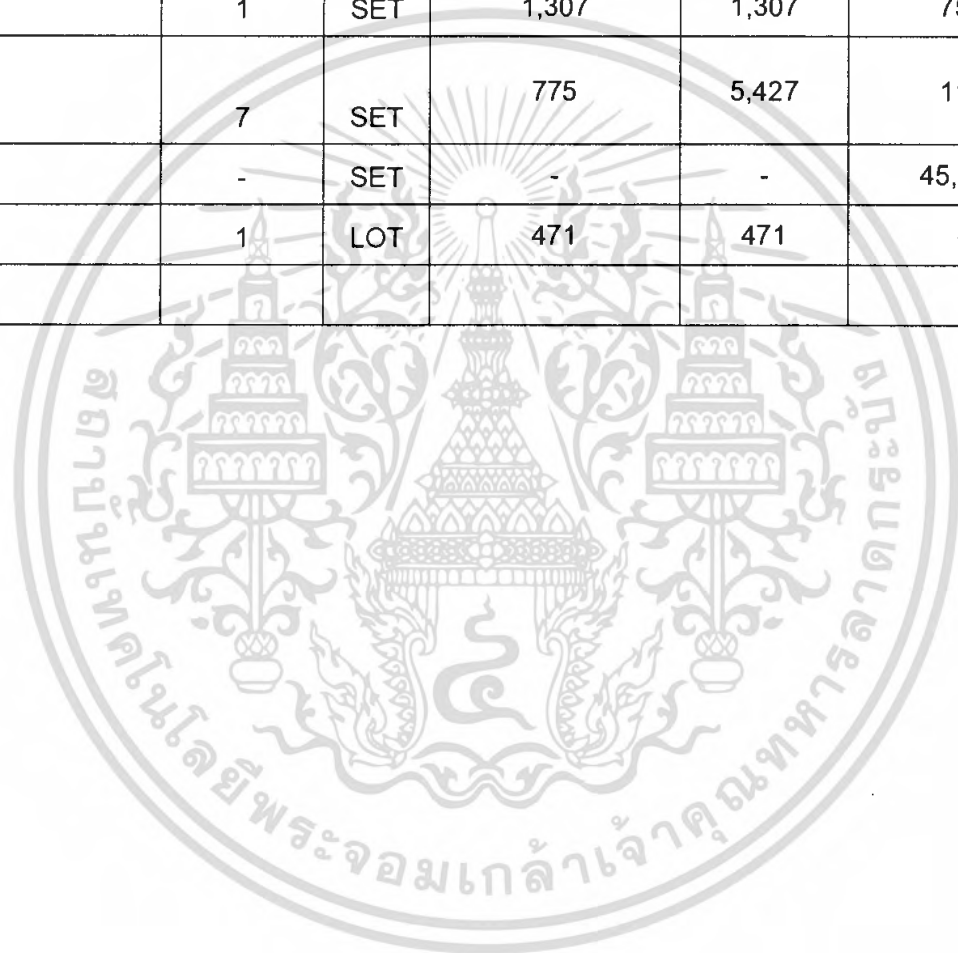 1 SET 1,307 1,307
7 SET 775 5,427
- SET - -
1 LOT 471 471
สถาบันเทคโนโลยีพระจอมเกล้าเจ้าคุณทหารลาดกระบัง